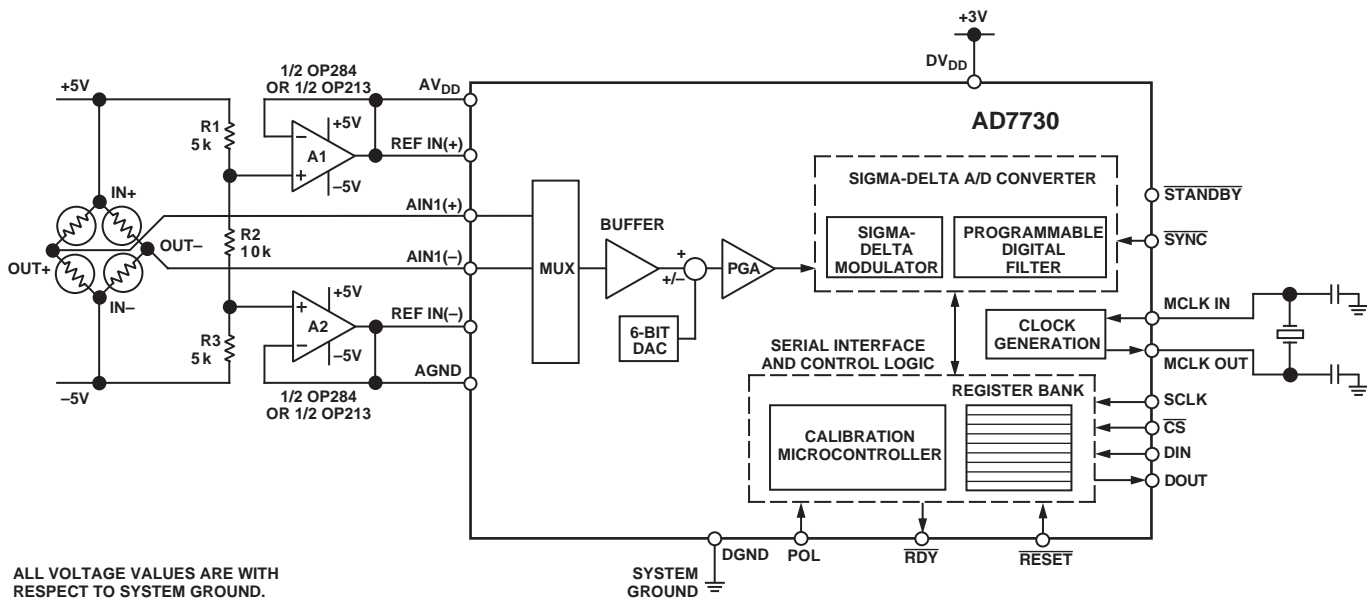 +3V
DVDD
1/2 OP284
OR 1/2 OP213
+5V
AVDD
AD7730
R1
5k
+5V
–
A1
+
–5V
REF IN(+)
SIGMA-DELTA A/D CONVERTER
STANDBY
IN+
AIN1(+)
BUFFER
SIGMA-
DELTA
MODULATOR
PROGRAMMABLE
DIGITAL
FILTER
SYNC
OUT–
R2
10k
OUT+
AIN1(–)
MUX
+
+/–
PGA
IN–
+5V
+
A2
–
–5V
REF IN(–)
6-BIT
DAC
SERIAL INTERFACE
AND CONTROL LOGIC
CLOCK
GENERATION
MCLK IN
MCLK OUT
R3
5k
–5V
AGND
1/2 OP284
OR 1/2 OP213
REGISTER BANK
CALIBRATION
MICROCONTROLLER
SCLK
CS
DIN
DOUT
SYSTEM
GROUND
DGND
POL
RDY
RESET
ALL VOLTAGE VALUES ARE WITH
RESPECT TO SYSTEM GROUND.